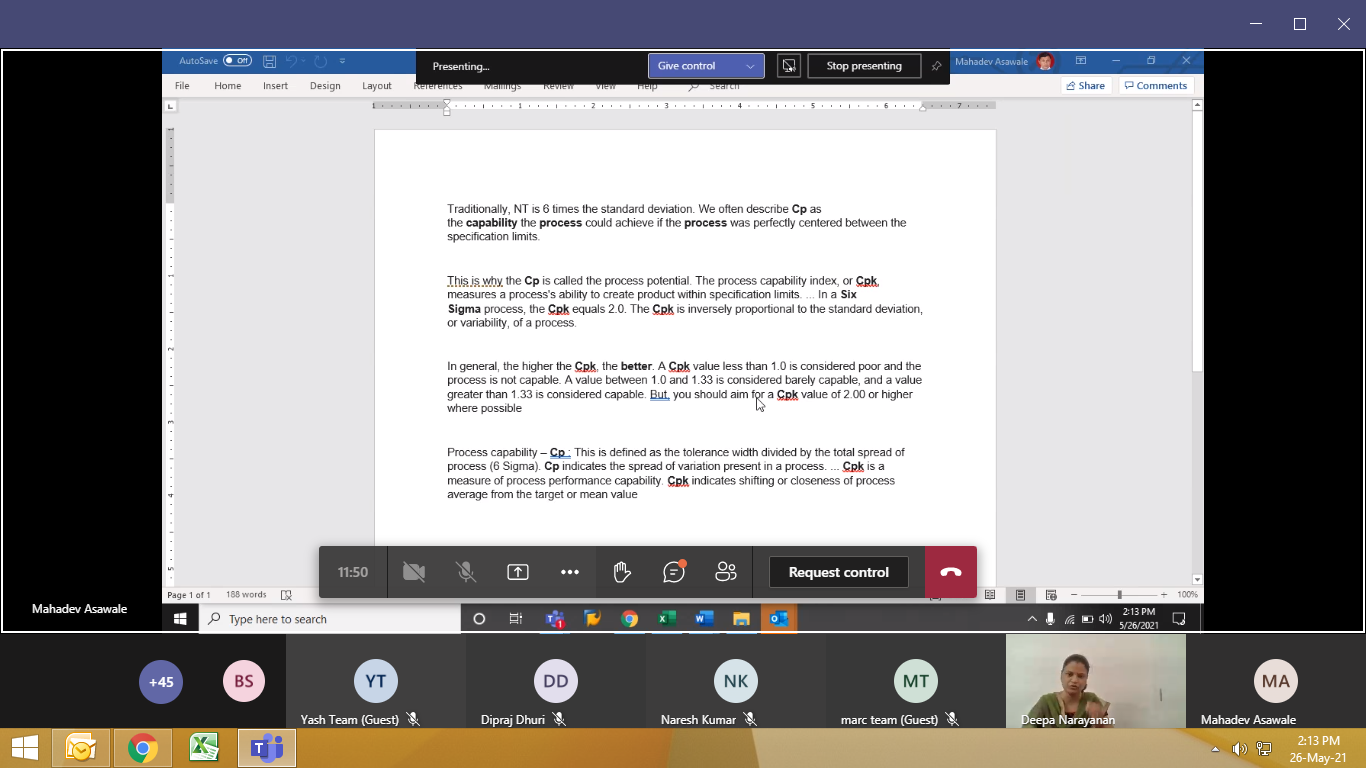 AutoSave Off
Presenting...
Give control
Stop presenting
Mahadev Asawale
File Home Insert Design Layout References Mailings Review View Help Search
Share Comments
1 1 2 3 4 5 6 7
Traditionally, NT is 6 times the standard deviation. We often describe Cp as
the capability the process could achieve if the process was perfectly centered between the
specification limits.
This is why the Cp is called the process potential. The process capability index, or Cpk,
measures a process's ability to create product within specification limits. ... In a Six
Sigma process, the Cpk equals 2.0. The Cpk is inversely proportional to the standard deviation,
or variability, of a process.
In general, the higher the Cpk, the better. A Cpk value less than 1.0 is considered poor and the
process is not capable. A value between 1.0 and 1.33 is considered barely capable, and a value
greater than 1.33 is considered capable. But, you should aim for a Cpk value of 2.00 or higher
where possible
Process capability – Cp : This is defined as the tolerance width divided by the total spread of
process (6 Sigma). Cp indicates the spread of variation present in a process. ... Cpk is a
measure of process performance capability. Cpk indicates shifting or closeness of process
average from the target or mean value
11:50
Request control
Page 1 of 1 188 words
100%
Mahadev Asawale
Type here to search
2:13 PM
5/26/2021
+45
BS
YT
Yash Team (Guest)
DD
Dipraj Dhuri
NK
Naresh Kumar
MT
marc team (Guest)
Deepa Narayanan
MA
Mahadev Asawale
2:13 PM
26-May-21